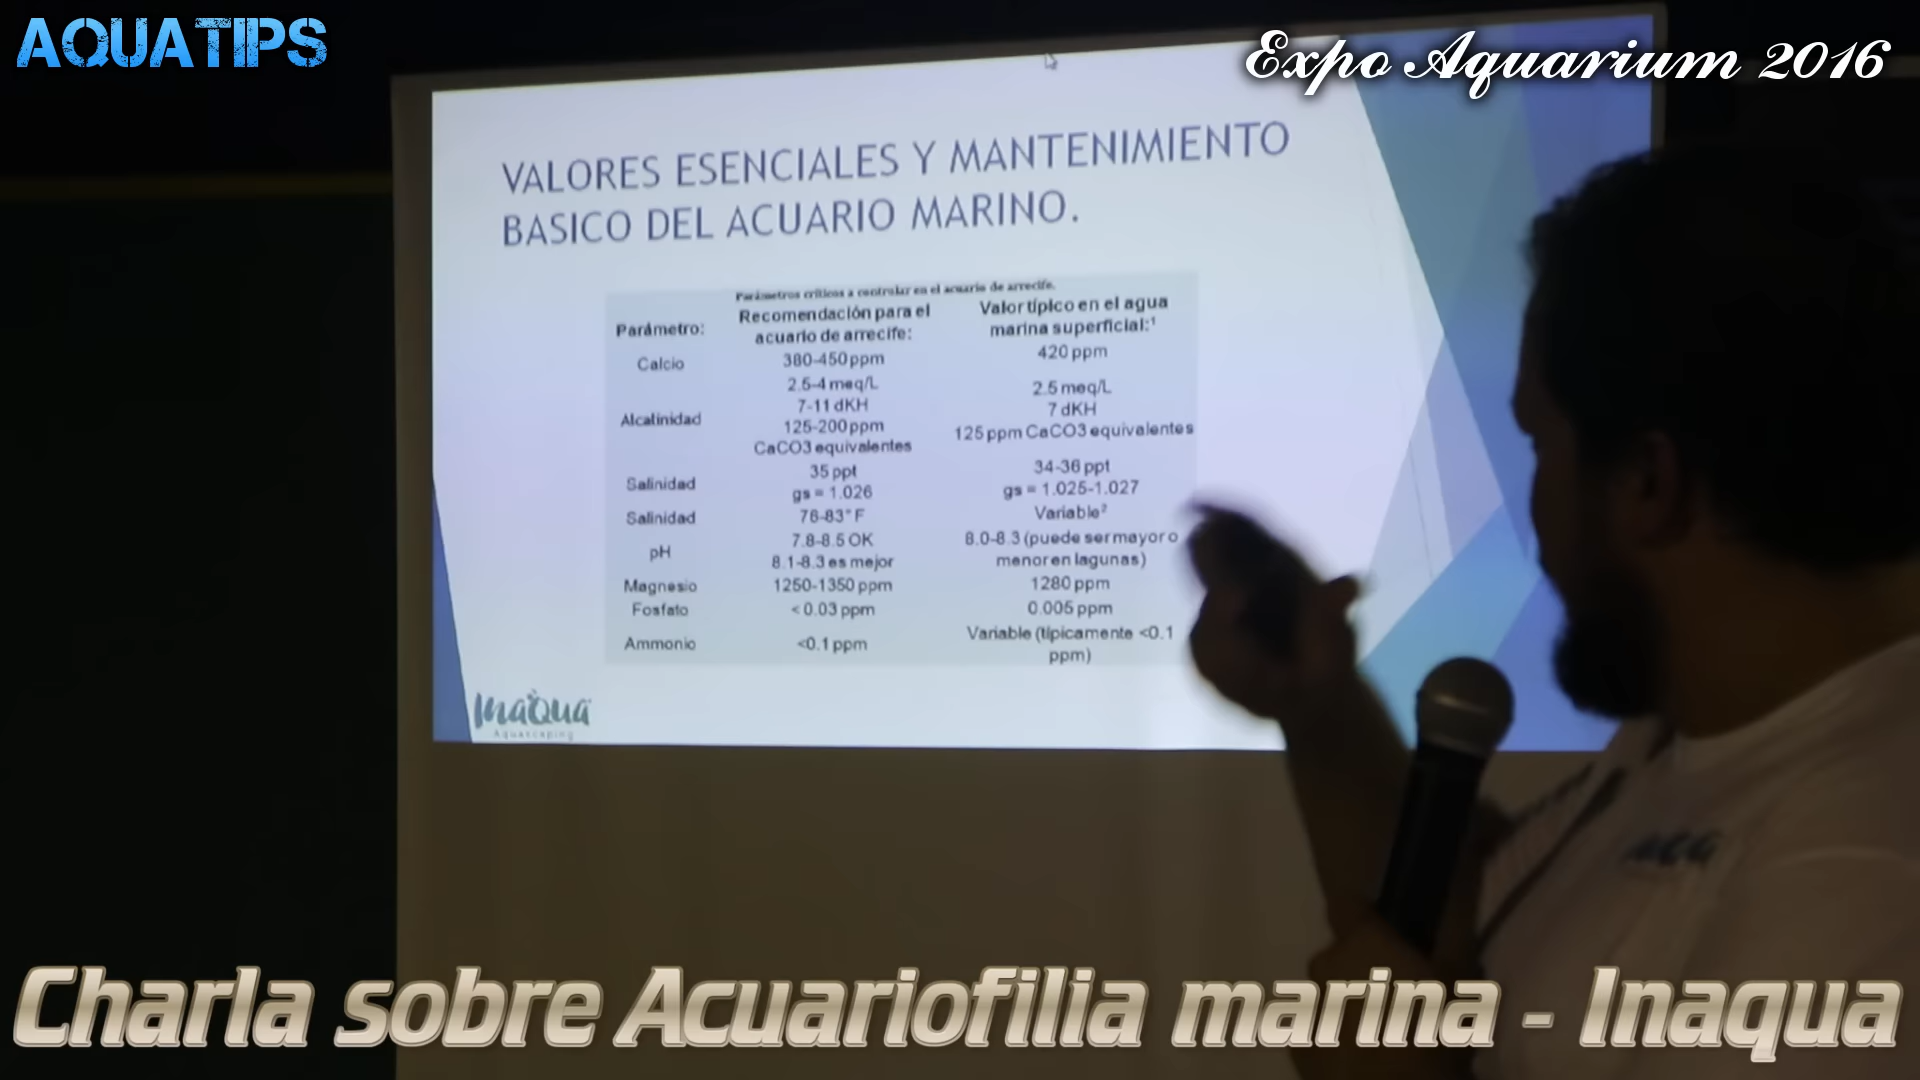 AQUATIPS
Expo Aquarium 2016
VALORES ESENCIALES Y MANTENIMIENTO
BASICO DEL ACUARIO MARINO.
Parámetros críticos a controlar en el acuario de arrecife.
Parámetro:
Recomendación para el
acuario de arrecife:
Valor típico en el agua
marina superficial:¹
Calcio
380-450 ppm
420 ppm
Alcalinidad
2.5-4 meq/L
7-11 dKH
125-200 ppm
CaCO3 equivalentes
2.5 meq/L
7 dKH
125 ppm CaCO3 equivalentes
Salinidad
35 ppt
gs = 1.026
34-36 ppt
gs = 1.025-1.027
Salinidad
76-83° F
Variable²
pH
7.8-8.5 OK
8.1-8.3 es mejor
8.0-8.3 (puede ser mayor o
menor en lagunas)
Magnesio
1250-1350 ppm
1280 ppm
Fosfato
< 0.03 ppm
0.005 ppm
Ammonio
<0.1 ppm
Variable (típicamente <0.1
ppm)
InaQua
Aquascaping
Charla sobre Acuariofilia marina - Inaqua